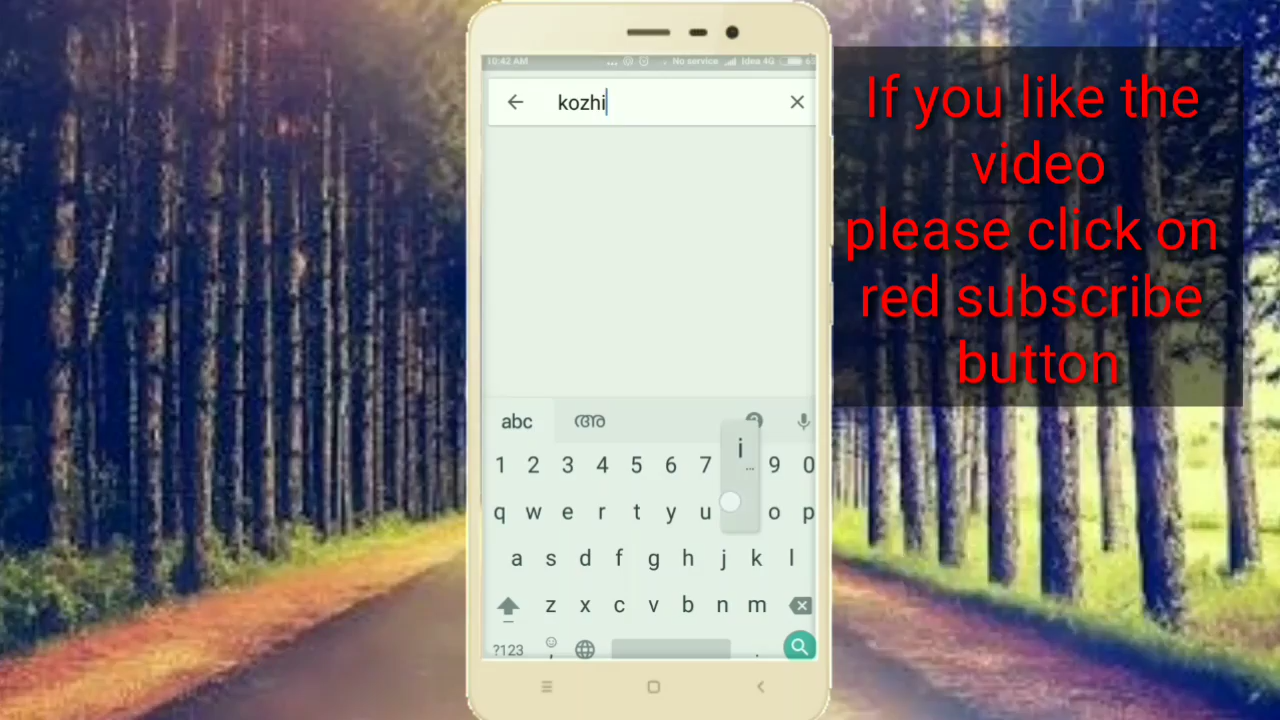 10:42 AM
... No service Idea 4G
kozhi
If you like the
video
please click on
red subscribe
button
abc അ
i
...
1 2 3 4 5 6 7 9 0
q w e r t y u o p
a s d f g h j k l
z x c v b n m
?123 , .